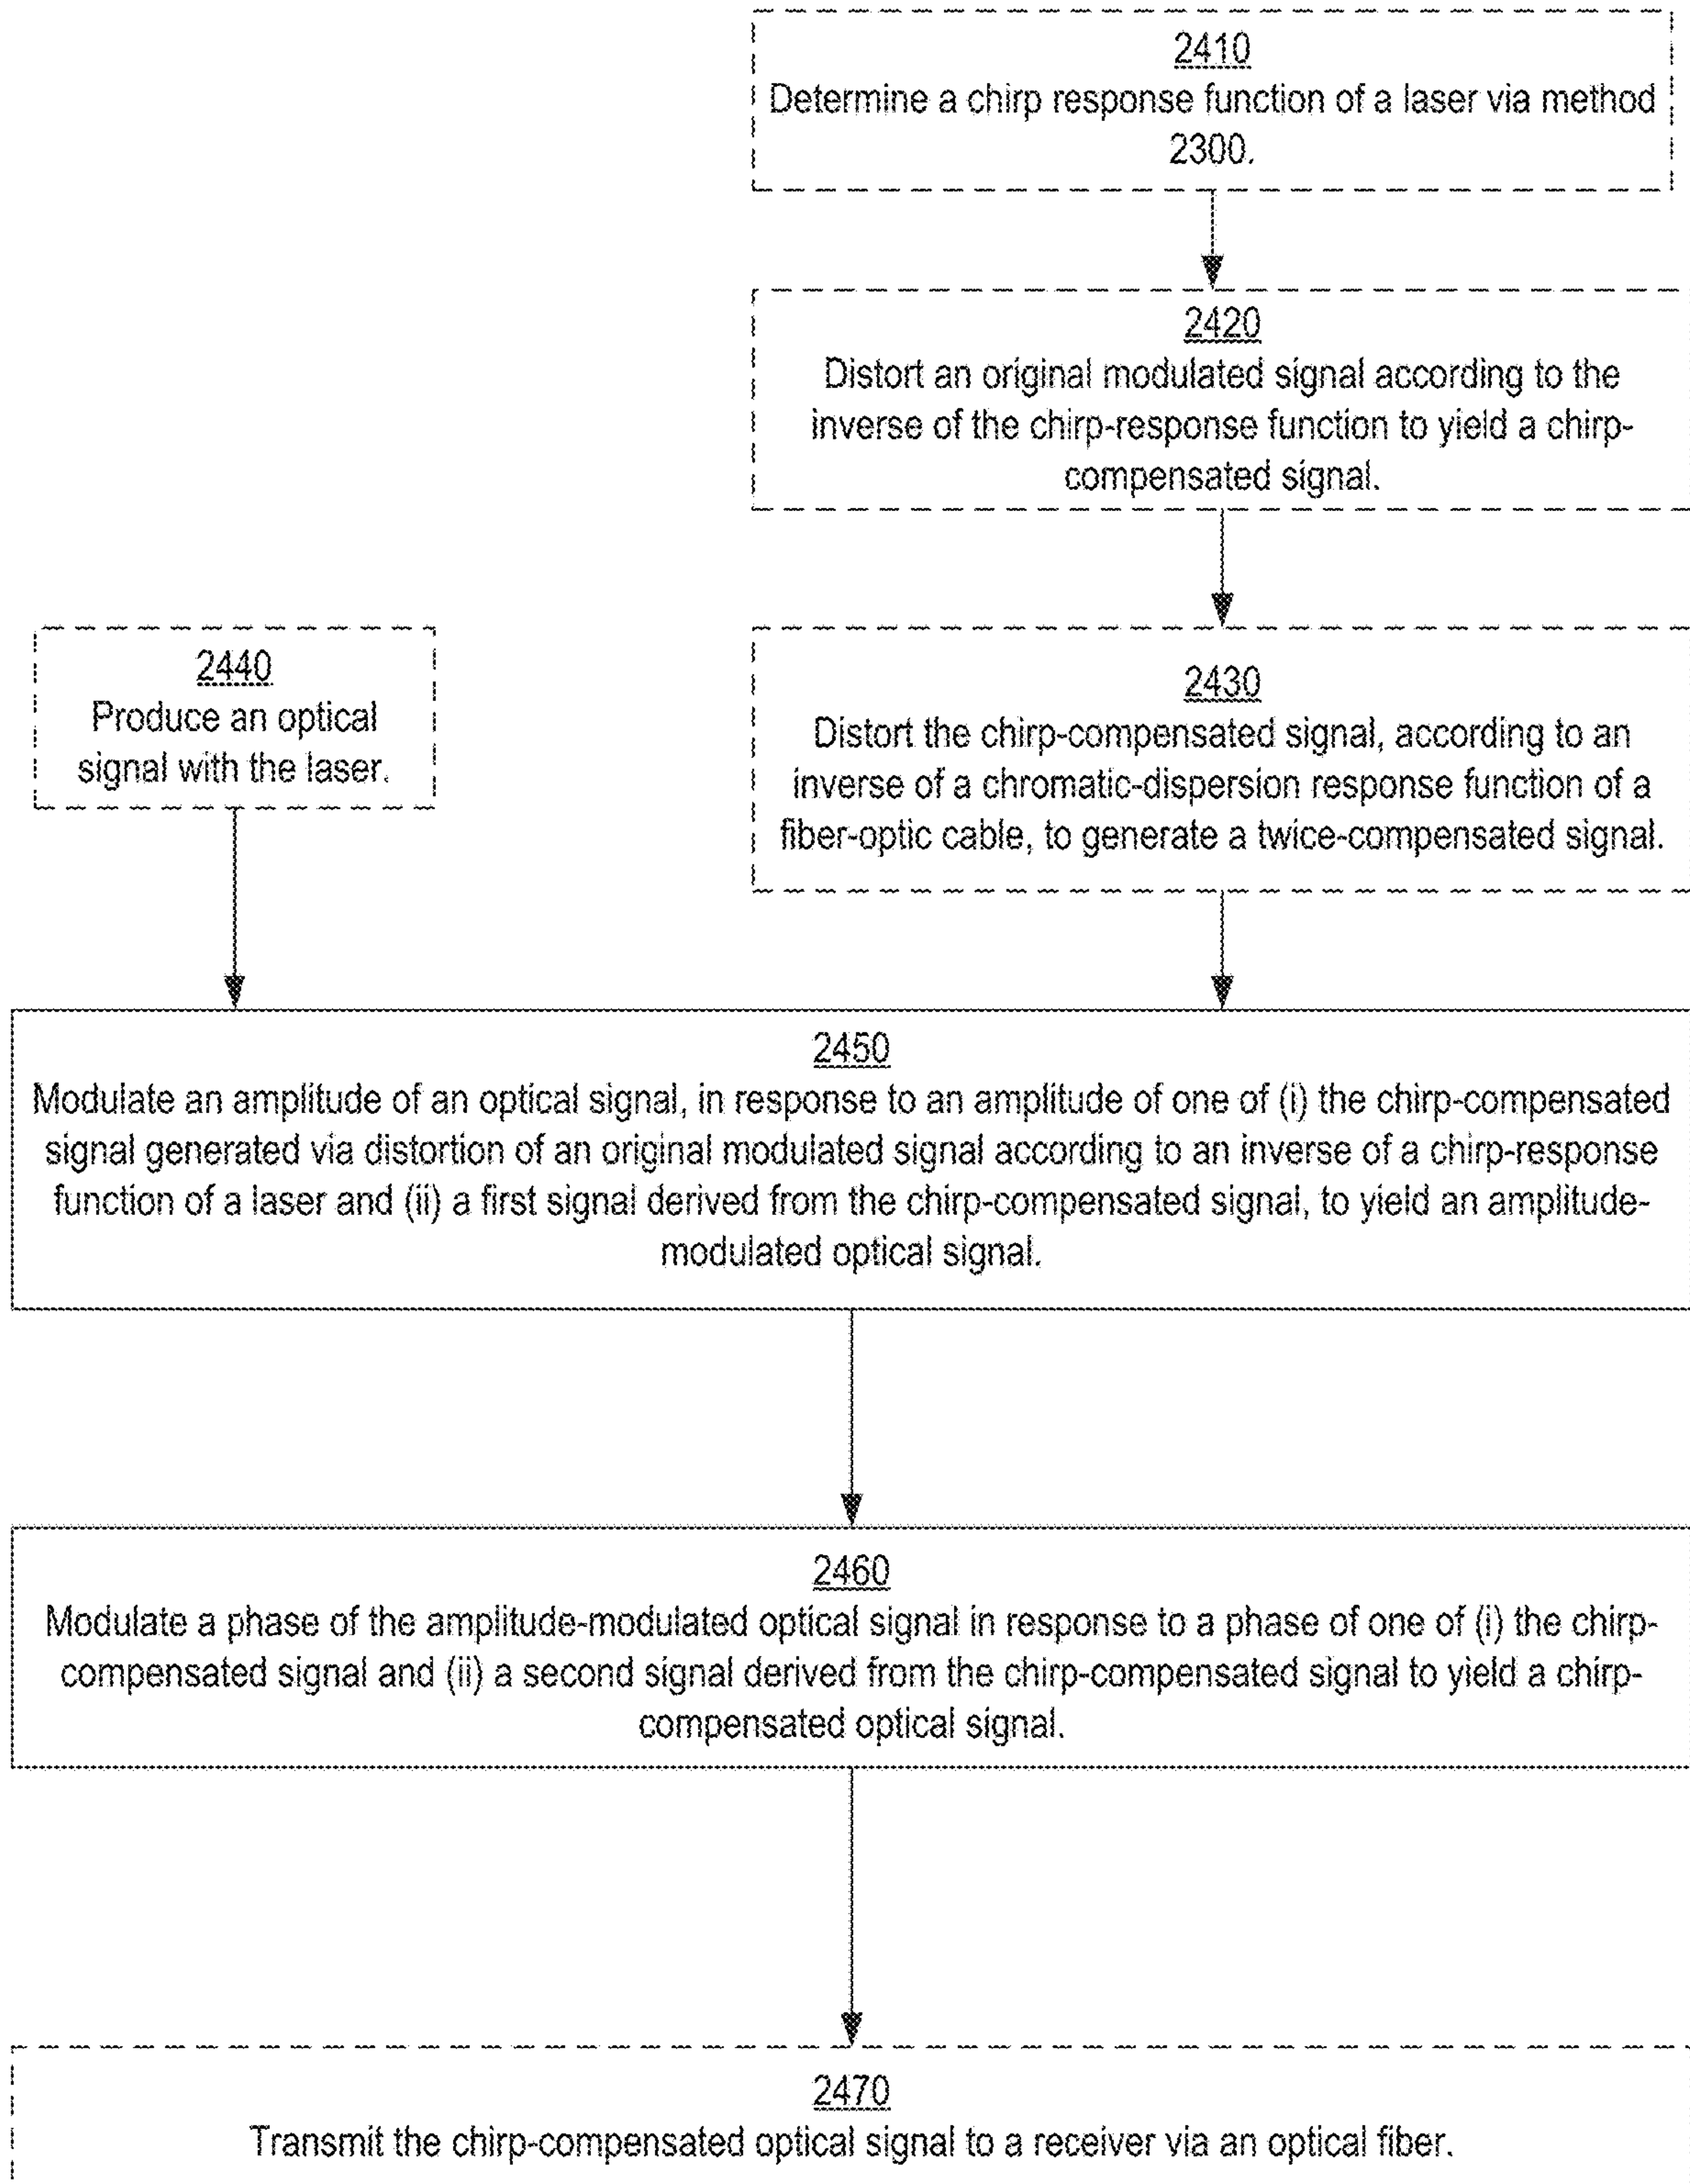 2410
Determine a chirp response function of a laser via method
2300.
2420
Distort an original modulated signal according to the
inverse of the chirp-response function to yield a chirp-
compensated signal.
2440
Produce an optical
signal with the laser.
2430
Distort the chirp-compensated signal, according to an
inverse of a chromatic-dispersion response function of a
fiber-optic cable, to generate a twice-compensated signal.
2450
Modulate an amplitude of an optical signal, in response to an amplitude of one of (i) the chirp-compensated
signal generated via distortion of an original modulated signal according to an inverse of a chirp-response
function of a laser and (ii) a first signal derived from the chirp-compensated signal, to yield an amplitude-
modulated optical signal.
2460
Modulate a phase of the amplitude-modulated optical signal in response to a phase of one of (i) the chirp-
compensated signal and (ii) a second signal derived from the chirp-compensated signal to yield a chirp-
compensated optical signal.
2470
Transmit the chirp-compensated optical signal to a receiver via an optical fiber.